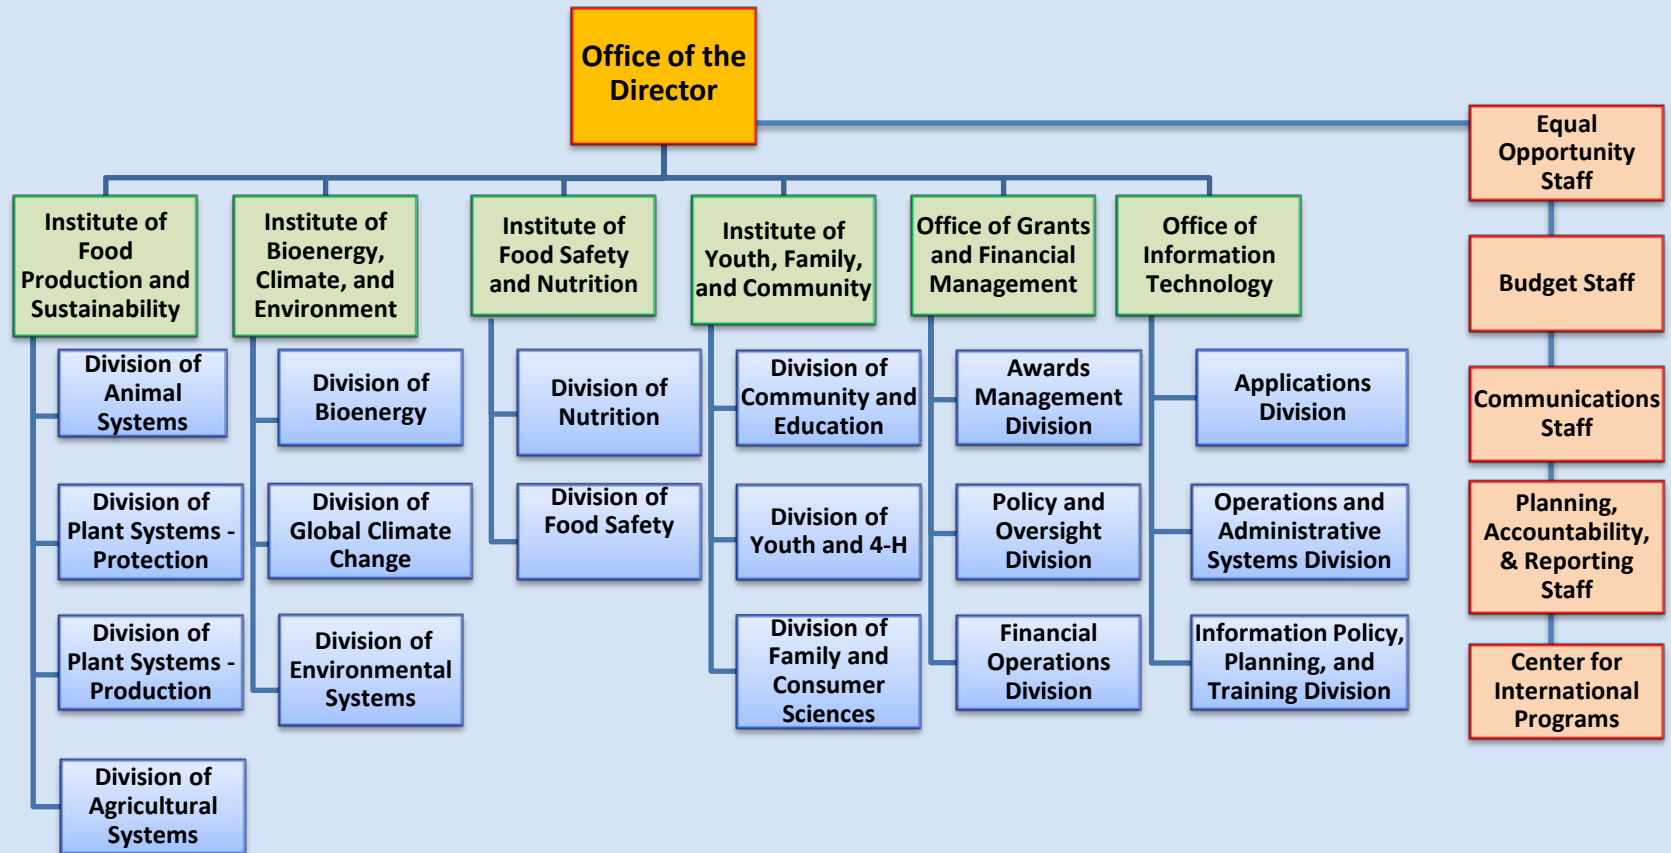 Office of the
Director
Equal
Opportunity
Staff
Budget Staff
Communications
Staff
Planning,
Accountability,
& Reporting
Staff
Center for
International
Programs
Institute of
Food
Production and
Sustainability
Division of
Animal
Systems
Division of
Plant Systems -
Protection
Division of
Plant Systems -
Production
Division of
Agricultural
Systems
Institute of
Bioenergy,
Climate, and
Environment
Division of
Bioenergy
Division of
Global Climate
Change
Division of
Environmental
Systems
Institute of
Food Safety
and Nutrition
Division of
Nutrition
Division of
Food Safety
Institute of
Youth, Family,
and Community
Division of
Community and
Education
Division of
Youth and 4-H
Division of
Family and
Consumer
Sciences
Office of Grants
and Financial
Management
Awards
Management
Division
Policy and
Oversight
Division
Financial
Operations
Division
Office of
Information
Technology
Applications
Division
Operations and
Administrative
Systems Division
Information Policy,
Planning, and
Training Division